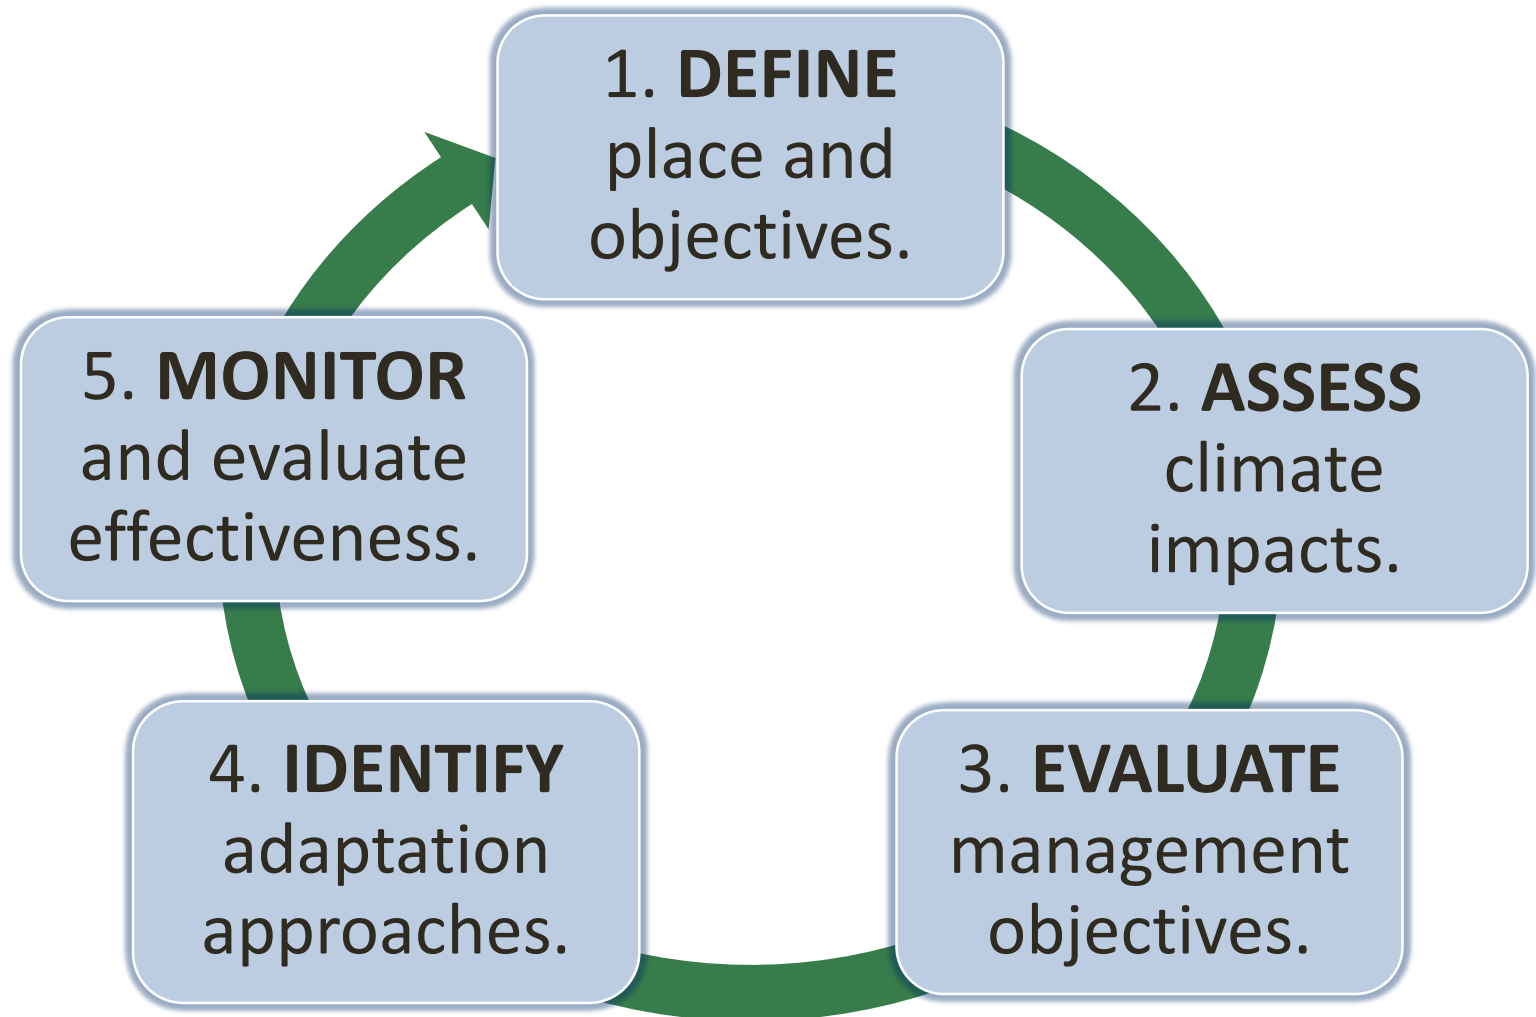 1. DEFINE
place and
objectives.
2. ASSESS
climate
impacts.
3. EVALUATE
management
objectives.
4. IDENTIFY
adaptation
approaches.
5. MONITOR
and evaluate
effectiveness.